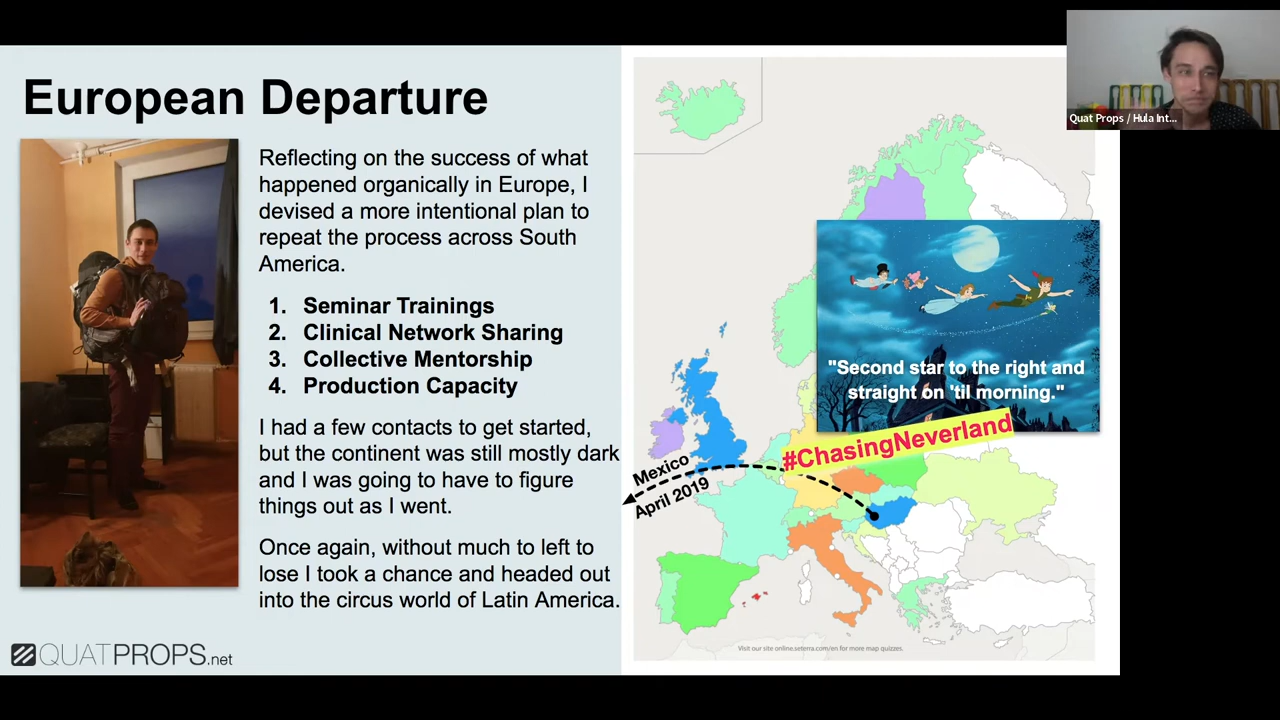 European Departure
Reflecting on the success of what
happened organically in Europe, I
devised a more intentional plan to
repeat the process across South
America.
1. Seminar Trainings
2. Clinical Network Sharing
3. Collective Mentorship
4. Production Capacity
I had a few contacts to get started,
but the continent was still mostly dark
and I was going to have to figure
things out as I went.
Once again, without much to left to
lose I took a chance and headed out
into the circus world of Latin America.
QUATPROPS.net
"Second star to the right and
straight on 'til morning."
#ChasingNeverland
Mexico
April 2019
Visit our site online.seterra.com/en for more map quizzes.
Quat Props / Hula Int...